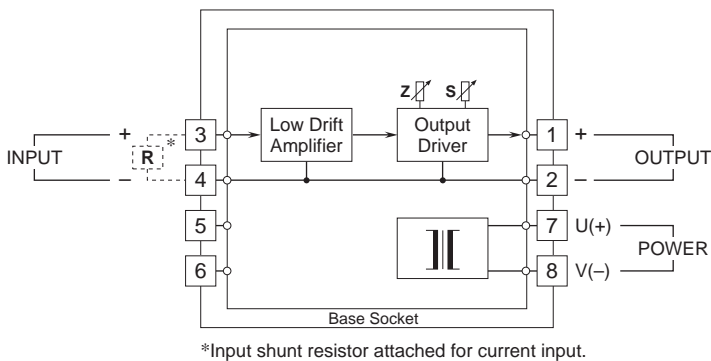 Z S
3 Low Drift Amplifier Output Driver 1 +
+ *
INPUT R OUTPUT
– 4 2 –
5 7 U(+)
POWER
6 8 V(–)
Base Socket
*Input shunt resistor attached for current input.